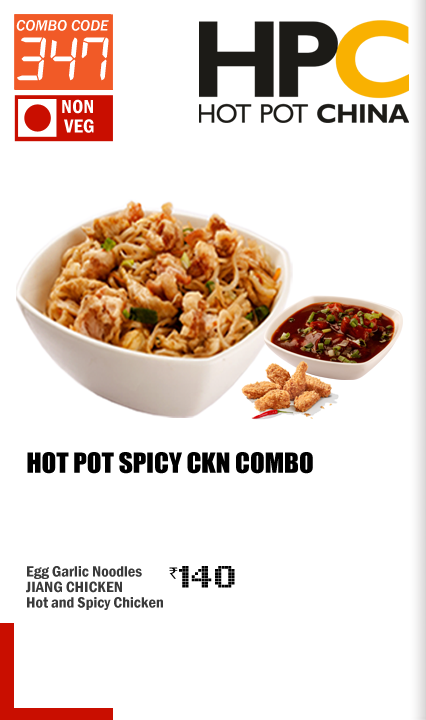 COMBO CODE
347
NON
VEG
HPC
HOT POT CHINA
HOT POT SPICY CKN COMBO
Egg Garlic Noodles
JIANG CHICKEN
Hot and Spicy Chicken
₹140